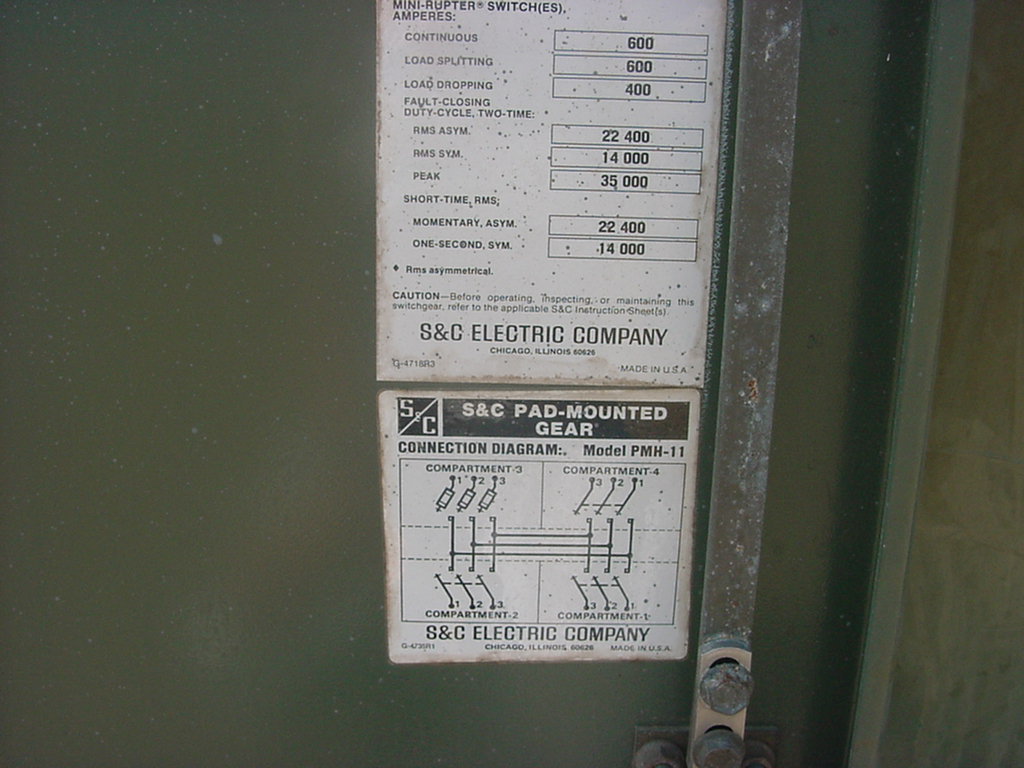 MINI-RUPTER® SWITCH(ES),
AMPERES:
CONTINUOUS 600
LOAD SPLITTING 600
LOAD DROPPING 400
FAULT-CLOSING
DUTY-CYCLE, TWO-TIME:
RMS ASYM. 22 400
RMS SYM. 14 000
PEAK 35 000
SHORT-TIME, RMS;
MOMENTARY, ASYM. 22 400
ONE-SECOND, SYM. 14 000
♦ Rms asymmetrical.
CAUTION—Before operating, inspecting, or maintaining this
switchgear, refer to the applicable S&C Instruction Sheet(s).
S&C ELECTRIC COMPANY
CHICAGO, ILLINOIS 60626
G-4718R3 MADE IN U.S.A.
S&C S&C PAD-MOUNTED
GEAR
CONNECTION DIAGRAM: Model PMH-11
COMPARTMENT-3 COMPARTMENT-4
1 2 3 3 2 1
1 2 3 3 2 1
COMPARTMENT-2 COMPARTMENT-1
S&C ELECTRIC COMPANY
G-4735R1 CHICAGO, ILLINOIS 60626 MADE IN U.S.A.